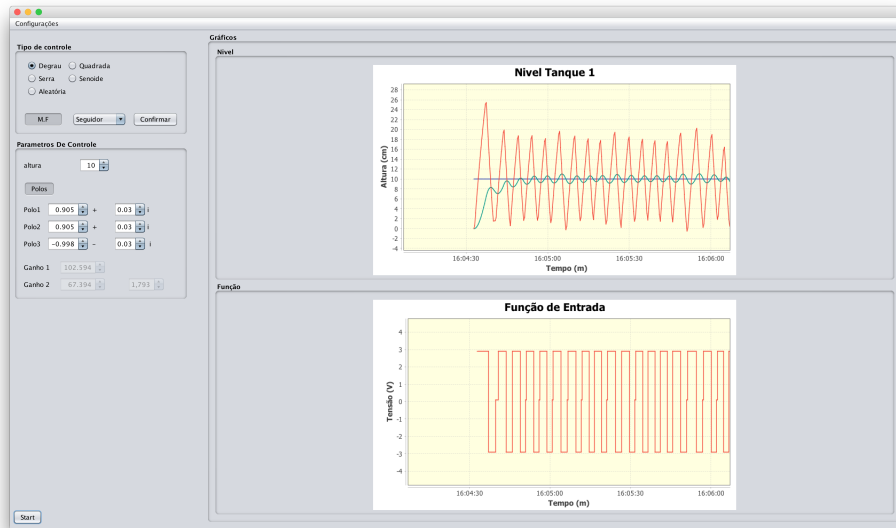 Configurações
Tipo de controle
Degrau Quadrada
Serra Senoide
Aleatória
M.F Seguidor Confirmar
Parametros De Controle
altura 10
Polos
Polo1 0.905 + 0.03 i
Polo2 0.905 + 0.03 i
Polo3 -0.998 - 0.03 i
Ganho 1 102.594
Ganho 2 67.394 1,793
Start
Gráficos
Nivel
Nivel Tanque 1
Altura (cm)
28
26
24
22
20
18
16
14
12
10
8
6
4
2
0
-2
-4
16:04:30 16:05:00 16:05:30 16:06:00
Tempo (m)
Função
Função de Entrada
Tensão (V)
4
3
2
1
0
-1
-2
-3
-4
16:04:30 16:05:00 16:05:30 16:06:00
Tempo (m)